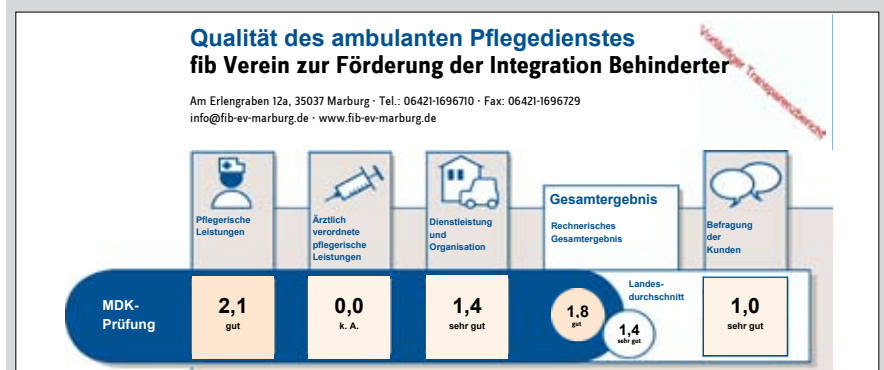 Qualität des ambulanten Pflegedienstes
fib Verein zur Förderung der Integration Behinderter
Vorläufiger Transparenzbericht
Am Erlengraben 12a, 35037 Marburg · Tel.: 06421-1696710 · Fax: 06421-1696729
info@fib-ev-marburg.de · www.fib-ev-marburg.de
Pflegerische
Leistungen
Ärztlich
verordnete
pflegerische
Leistungen
Dienstleistung
und
Organisation
Gesamtergebnis
Rechnerisches
Gesamtergebnis
Befragung
der
Kunden
MDK-
Prüfung
2,1
gut
0,0
k. A.
1,4
sehr gut
1,8
gut
Landes-
durchschnitt
1,4
sehr gut
1,0
sehr gut